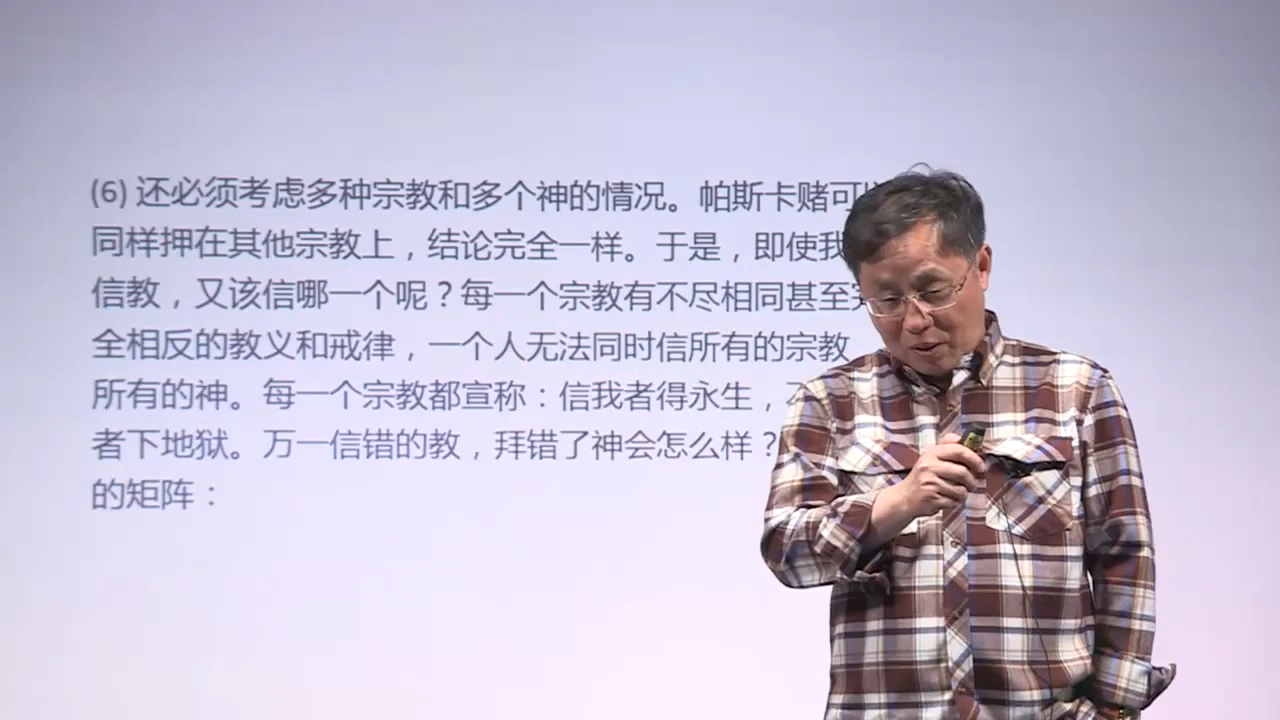 (6) 还必须考虑多种宗教和多个神的情况。帕斯卡赌可
同样押在其他宗教上，结论完全一样。于是，即使我
信教，又该信哪一个呢？每一个宗教有不尽相同甚至
全相反的教义和戒律，一个人无法同时信所有的宗教
所有的神。每一个宗教都宣称：信我者得永生，
者下地狱。万一信错的教，拜错了神会怎么样？
的矩阵：